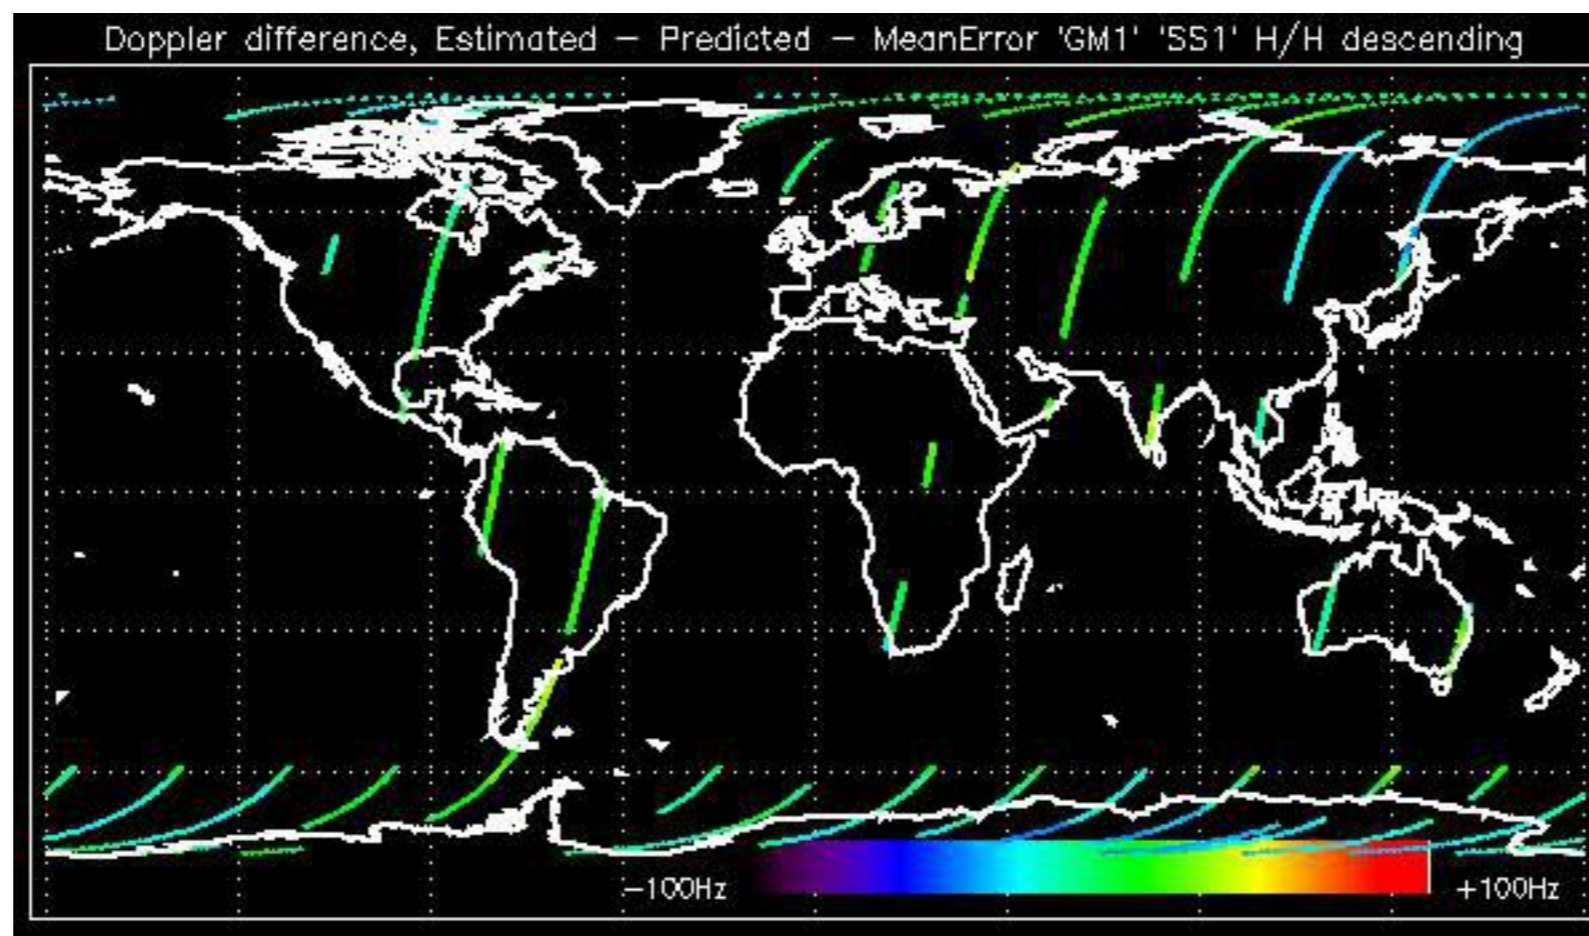 Doppler difference, Estimated − Predicted − MeanError 'GM1' 'SS1' H/H descending
−100Hz +100Hz